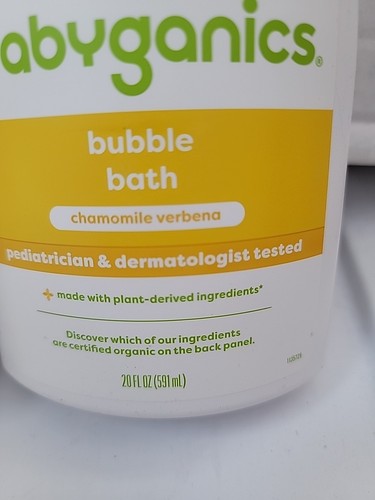 abyganics®
bubble
bath
chamomile verbena
pediatrician & dermatologist tested
+ made with plant-derived ingredients*
Discover which of our ingredients
are certified organic on the back panel.
20 FL OZ (591 mL)